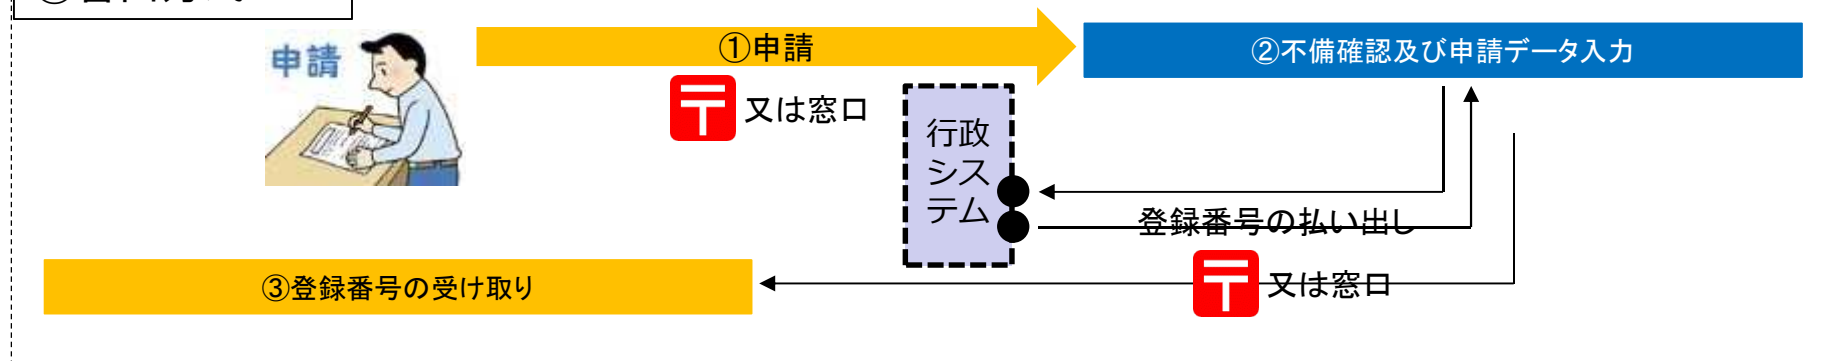 申請
①申請
②不備確認及び申請データ入力
〒 又は窓口
行政
シス
テム
登録番号の払い出し
③登録番号の受け取り
〒 又は窓口